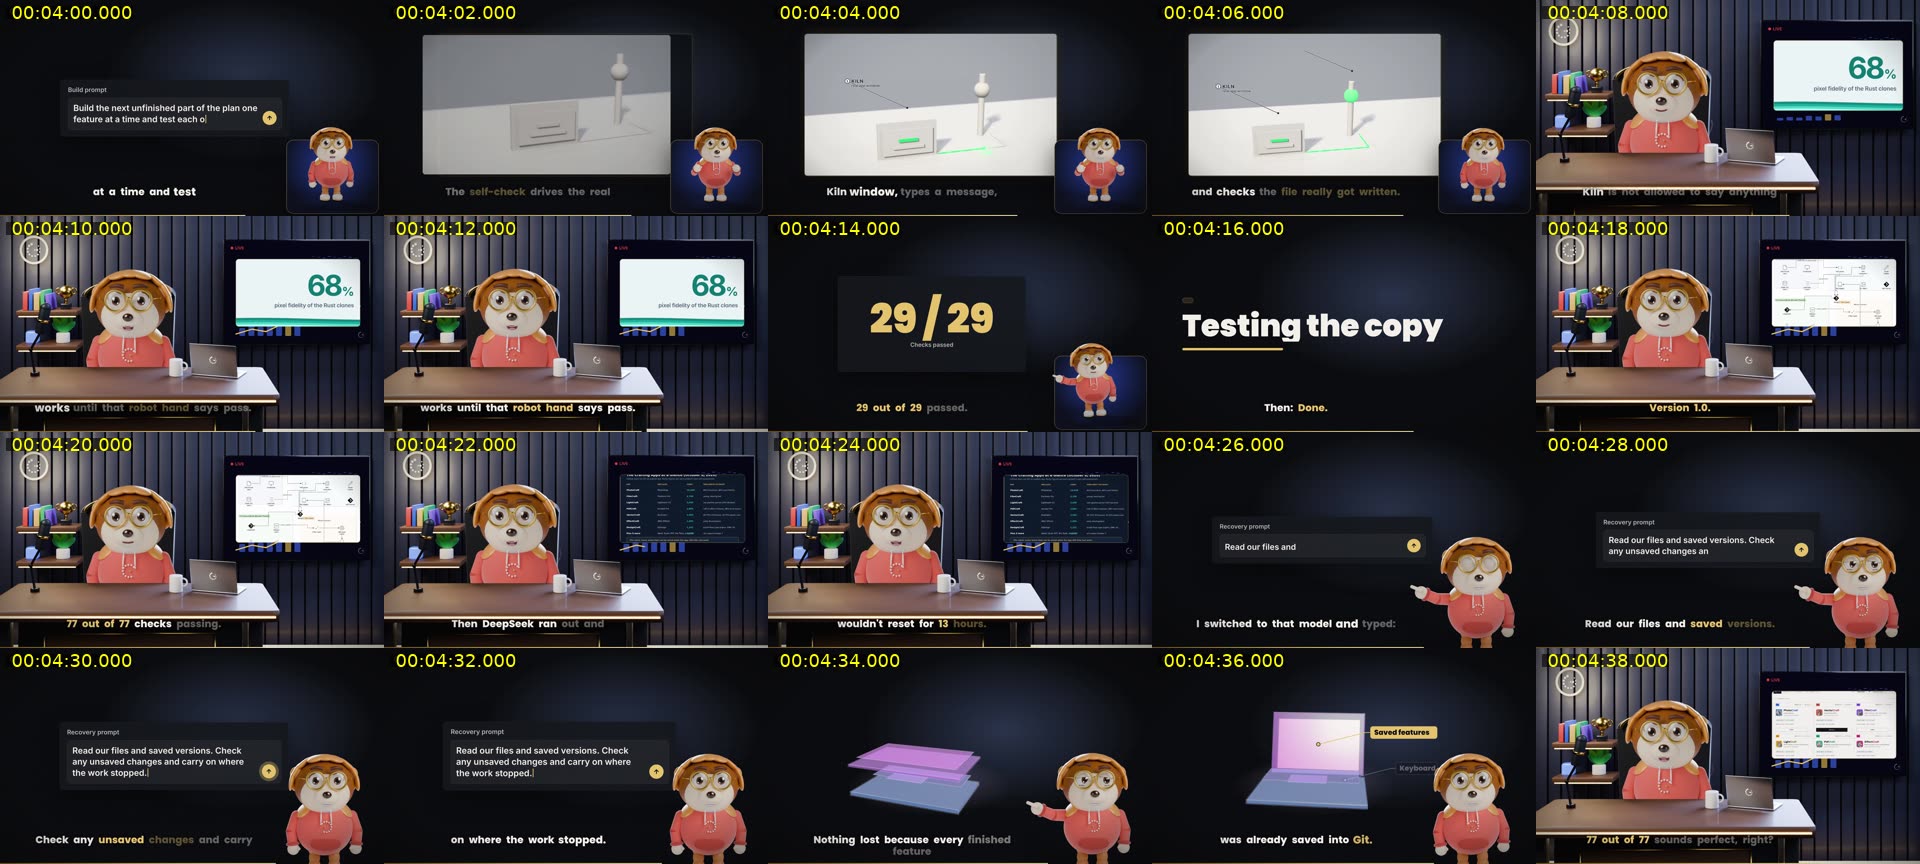 00:04:00.000
Build prompt
Build the next unfinished part of the plan one
feature at a time and test each o
at a time and test
00:04:02.000
The self-check drives the real
00:04:04.000
KILN
Kiln window, types a message,
00:04:06.000
KILN
and checks the file really got written.
00:04:08.000
LIVE
68%
pixel fidelity of the Rust clones
Kiln is not allowed to say anything
00:04:10.000
LIVE
68%
pixel fidelity of the Rust clones
works until that robot hand says pass.
00:04:12.000
LIVE
68%
pixel fidelity of the Rust clones
works until that robot hand says pass.
00:04:14.000
29/29
Checks passed
29 out of 29 passed.
00:04:16.000
Testing the copy
Then: Done.
00:04:18.000
LIVE
Version 1.0.
00:04:20.000
LIVE
77 out of 77 checks passing.
00:04:22.000
LIVE
Then DeepSeek ran out and
00:04:24.000
LIVE
wouldn't reset for 13 hours.
00:04:26.000
Recovery prompt
Read our files and
I switched to that model and typed:
00:04:28.000
Recovery prompt
Read our files and saved versions. Check
any unsaved changes an
Read our files and saved versions.
00:04:30.000
Recovery prompt
Read our files and saved versions. Check
any unsaved changes and carry on where
the work stopped.
Check any unsaved changes and carry
00:04:32.000
Recovery prompt
Read our files and saved versions. Check
any unsaved changes and carry on where
the work stopped.
on where the work stopped.
00:04:34.000
Nothing lost because every finished
feature
00:04:36.000
Saved features
Keyboard
was already saved into Git.
00:04:38.000
LIVE
77 out of 77 sounds perfect, right?